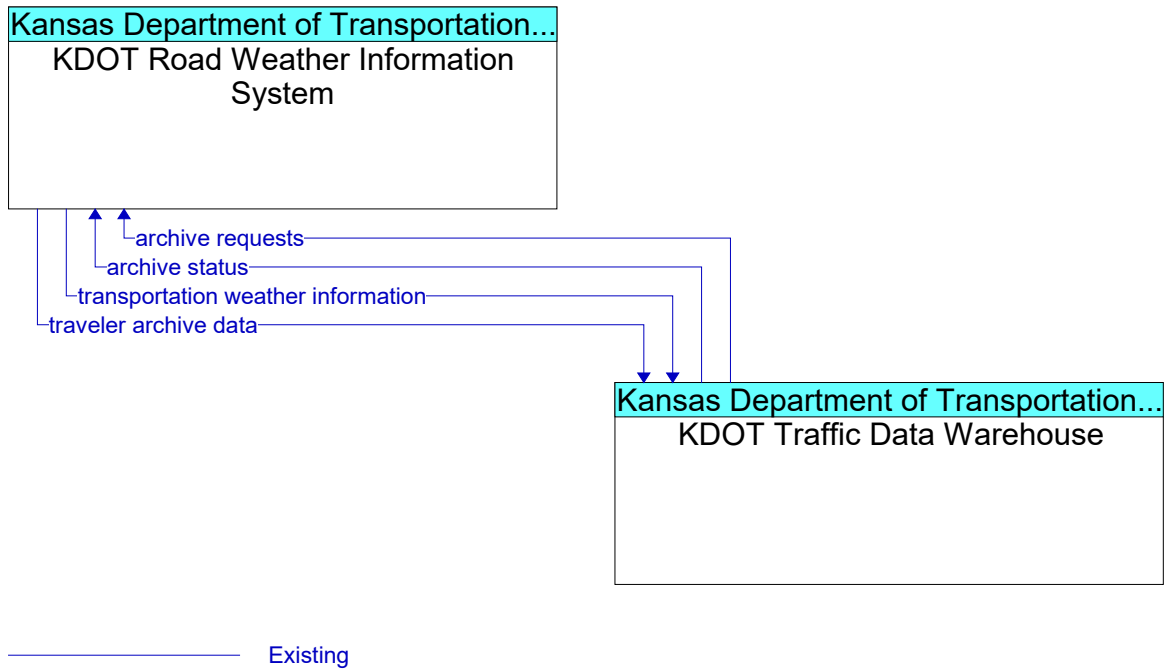 Kansas Department of Transportation...
KDOT Road Weather Information
System
archive requests
archive status
transportation weather information
traveler archive data
Kansas Department of Transportation...
KDOT Traffic Data Warehouse
Existing